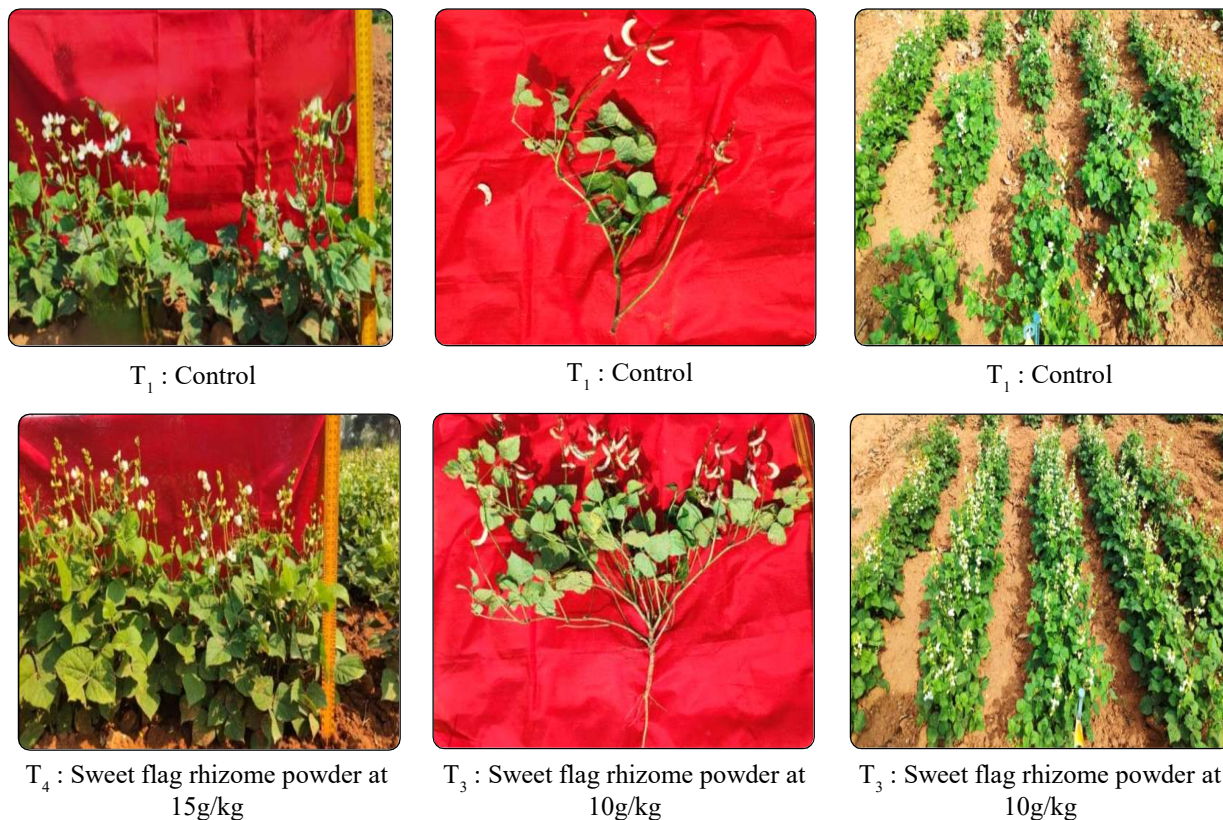 T₁ : Control
T₁ : Control
T₁ : Control
T₄ : Sweet flag rhizome powder at
15g/kg
T₃ : Sweet flag rhizome powder at
10g/kg
T₃ : Sweet flag rhizome powder at
10g/kg